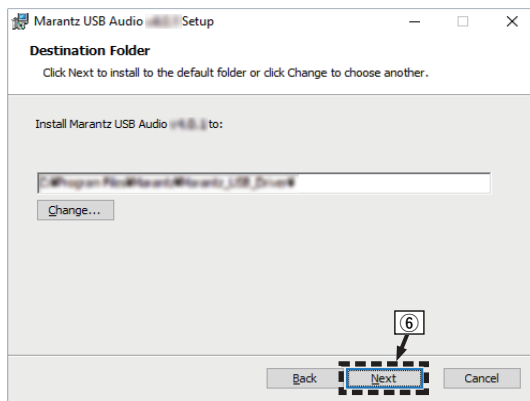 Marantz USB Audio Setup
Destination Folder
Click Next to install to the default folder or click Change to choose another.
Install Marantz USB Audio to:
Change...
⑥
Back Next Cancel